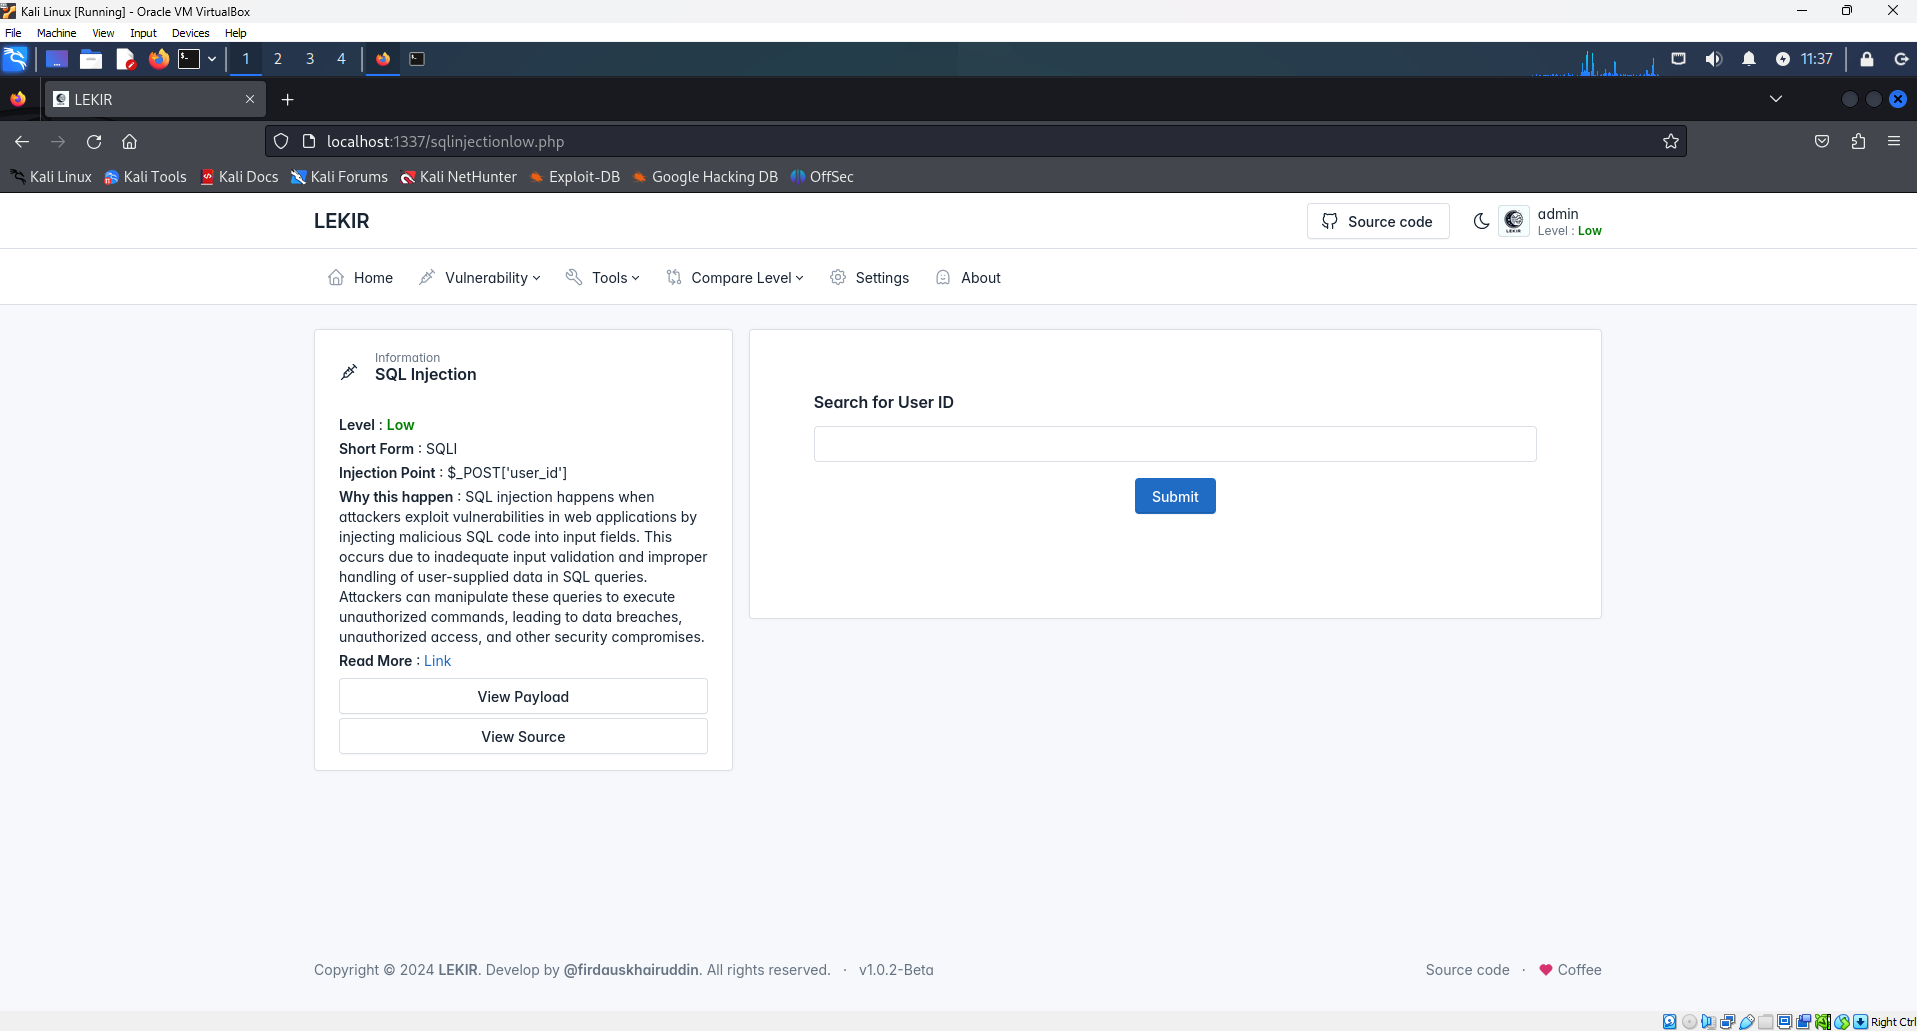 Kali Linux [Running] - Oracle VM VirtualBox
File Machine View Input Devices Help
1 2 3 4 11:37
LEKIR
localhost:1337/sqlinjectionlow.php
Kali Linux Kali Tools Kali Docs Kali Forums Kali NetHunter Exploit-DB Google Hacking DB OffSec
LEKIR
Source code
admin
Level : Low
Home Vulnerability Tools Compare Level Settings About
Information
SQL Injection
Level : Low
Short Form : SQLI
Injection Point : $_POST['user_id']
Why this happen : SQL injection happens when
attackers exploit vulnerabilities in web applications by
injecting malicious SQL code into input fields. This
occurs due to inadequate input validation and improper
handling of user-supplied data in SQL queries.
Attackers can manipulate these queries to execute
unauthorized commands, leading to data breaches,
unauthorized access, and other security compromises.
Read More : Link
View Payload
View Source
Search for User ID
Submit
Copyright © 2024 LEKIR. Develop by @firdauskhairuddin. All rights reserved. · v1.0.2-Beta
Source code · Coffee
Right Ctrl